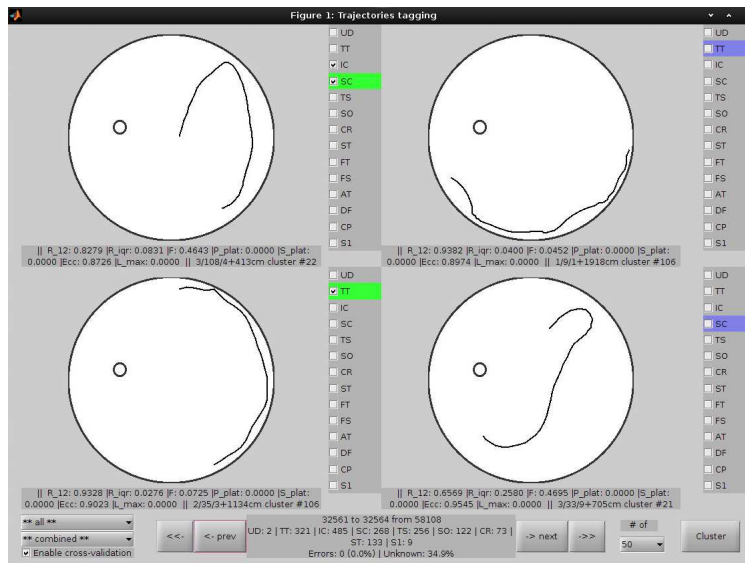 Figure 1: Trajectories tagging
UD
TT
IC
SC
TS
SO
CR
ST
FT
FS
AT
DF
CP
S1
|| R_12: 0.8279 |R_iqr: 0.0831 |F: 0.4643 |P_plat: 0.0000 |S_plat:
0.0000 |Ecc: 0.8726 |L_max: 0.0000 || 3/108/4+413cm cluster #22
UD
TT
IC
SC
TS
SO
CR
ST
FT
FS
AT
DF
CP
S1
|| R_12: 0.9382 |R_iqr: 0.0400 |F: 0.0452 |P_plat: 0.0000 |S_plat:
0.0000 |Ecc: 0.8974 |L_max: 0.0000 || 1/9/1+1918cm cluster #106
UD
TT
IC
SC
TS
SO
CR
ST
FT
FS
AT
DF
CP
S1
|| R_12: 0.9328 |R_iqr: 0.0276 |F: 0.0725 |P_plat: 0.0000 |S_plat:
0.0000 |Ecc: 0.9023 |L_max: 0.0000 || 2/35/3+1134cm cluster #106
UD
TT
IC
SC
TS
SO
CR
ST
FT
FS
AT
DF
CP
S1
|| R_12: 0.6569 |R_iqr: 0.2580 |F: 0.4695 |P_plat: 0.0000 |S_plat:
0.0000 |Ecc: 0.9545 |L_max: 0.0000 || 3/33/9+705cm cluster #21
** all **
** combined **
Enable cross-validation
<<-
<- prev
32561 to 32564 from 58108
UD: 2 | TT: 321 | IC: 485 | SC: 268 | TS: 256 | SO: 122 | CR: 73 |
ST: 133 | S1: 9
Errors: 0 (0.0%) | Unknown: 34.9%
-> next
->>
# of
50
Cluster